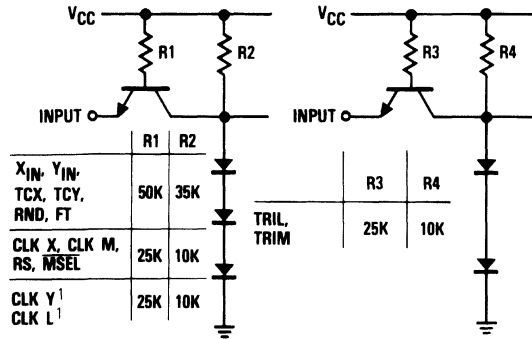 VCC VCC
R1 R2 R3 R4
INPUT INPUT
R1 R2
XIN, YIN,
TCX, TCY,
RND, FT
50K 35K
CLK X, CLK M,
RS, MSEL
25K 10K
CLK Y1
CLK L1
25K 10K
R3 R4
TRIL,
TRIM
25K 10K